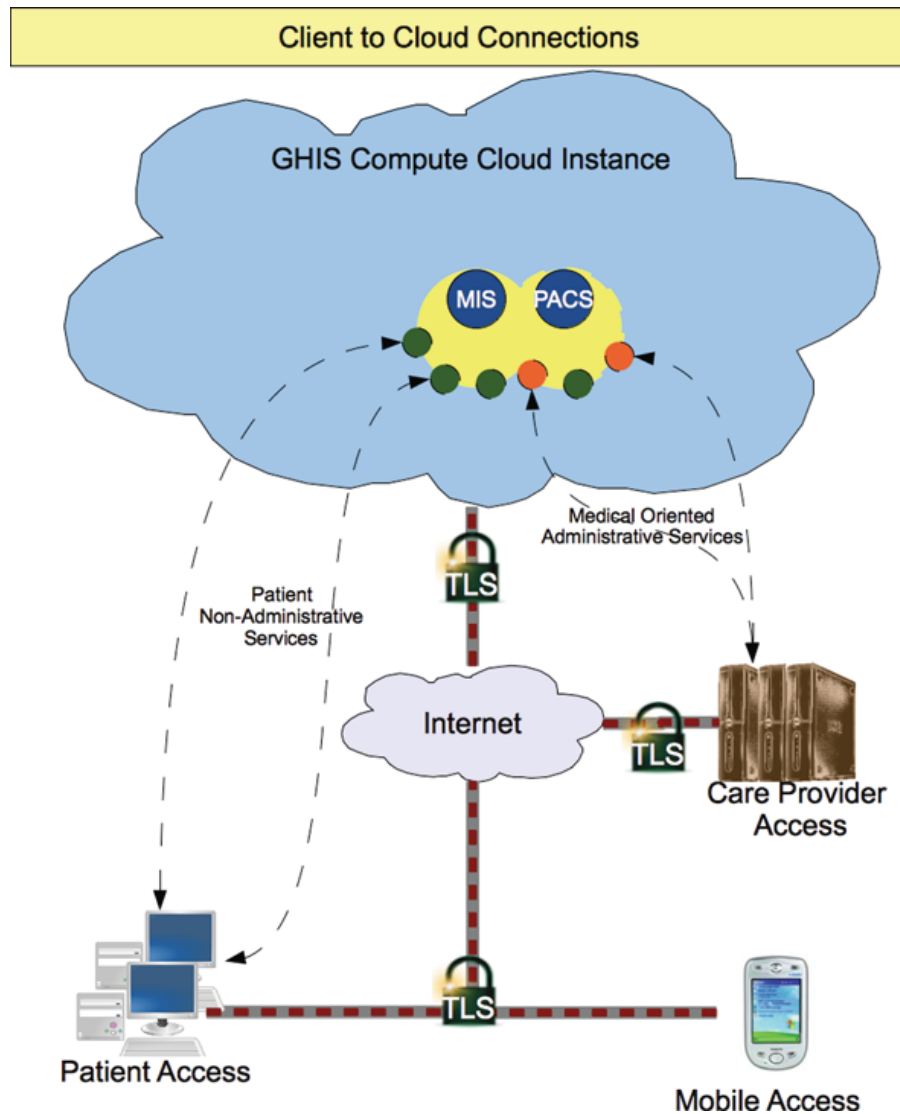 Client to Cloud Connections
GHIS Compute Cloud Instance
MIS
PACS
Medical Oriented
Administrative Services
TLS
Patient
Non-Administrative
Services
Internet
TLS
Care Provider
Access
TLS
Patient Access
Mobile Access